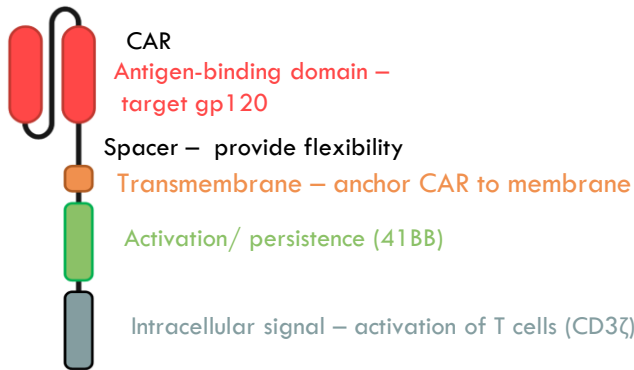 CAR
Antigen-binding domain –
target gp120
Spacer – provide flexibility
Transmembrane – anchor CAR to membrane
Activation/ persistence (41BB)
Intracellular signal – activation of T cells (CD3ζ)